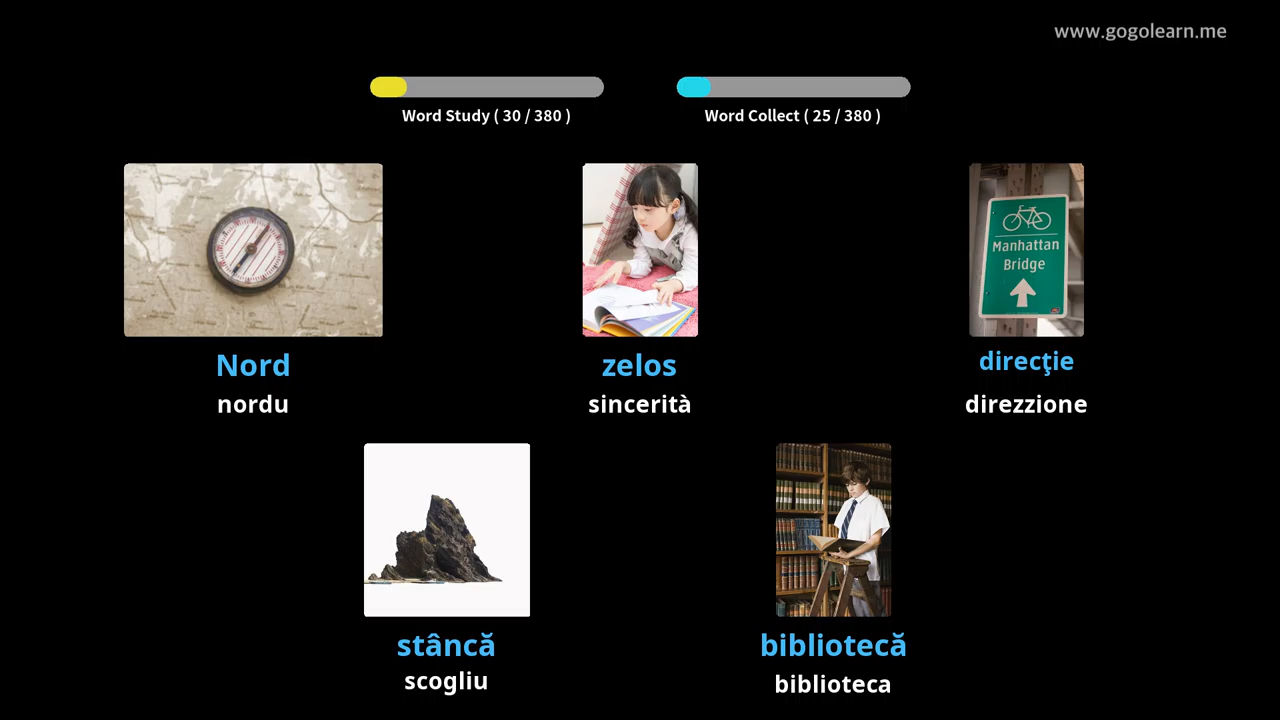 www.gogolearn.me
Word Study ( 30 / 380 )
Word Collect ( 25 / 380 )
Manhattan
Bridge
Nord
nordu
zelos
sincerità
direcţie
direzzione
stâncă
scogliu
bibliotecă
biblioteca